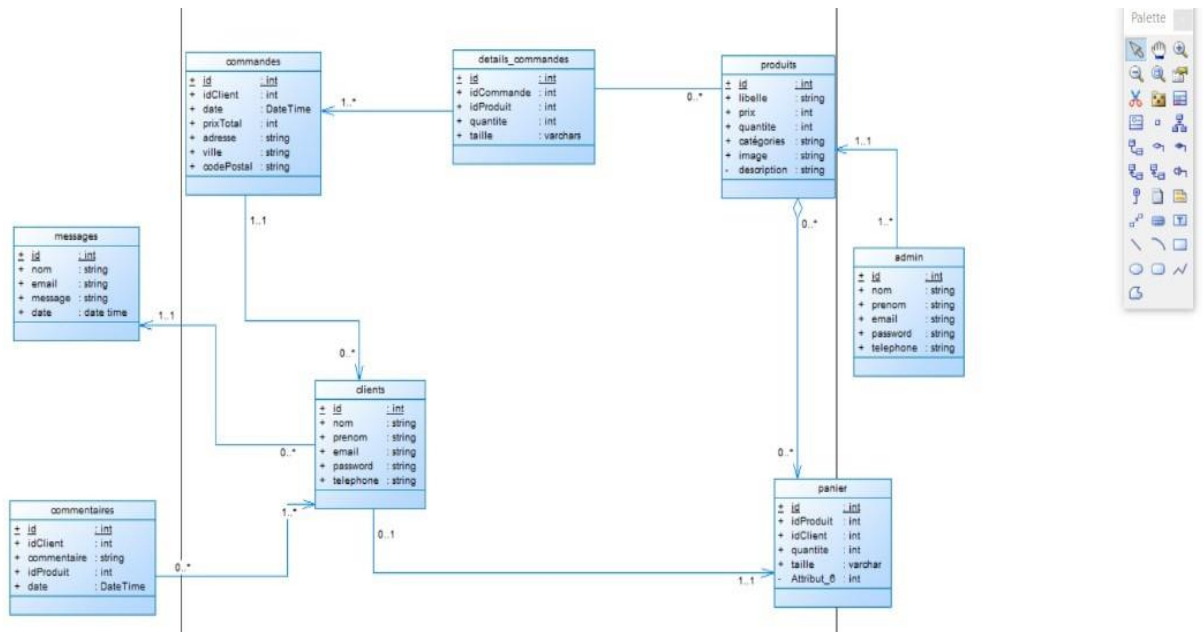 Palette
commandes
+ id : int
+ idClient : int
+ date : DateTime
+ prixTotal : int
+ adresse : string
+ ville : string
+ codePostal : string
details_commandes
+ id : int
+ idCommande : int
+ idProduit : int
+ quantite : int
+ taille : varchars
produits
+ id : int
+ libelle : string
+ prix : int
+ quantite : int
+ catégories : string
+ image : string
- description : string
1..*
0..*
1..1
1..1
0..*
1..*
messages
+ id : int
+ nom : string
+ email : string
+ message : string
+ date : date time
admin
+ id : int
+ nom : string
+ prenom : string
+ email : string
+ password : string
+ telephone : string
1..1
0..*
clients
+ id : int
+ nom : string
+ prenom : string
+ email : string
+ password : string
+ telephone : string
0..*
0..*
panier
+ id : int
+ idProduit : int
+ idClient : int
+ quantite : int
+ taille : varchar
- Attribut_6 : int
commentaires
+ id : int
+ idClient : int
+ commentaire : string
+ idProduit : int
+ date : DateTime
1..*
0..1
0..*
1..1